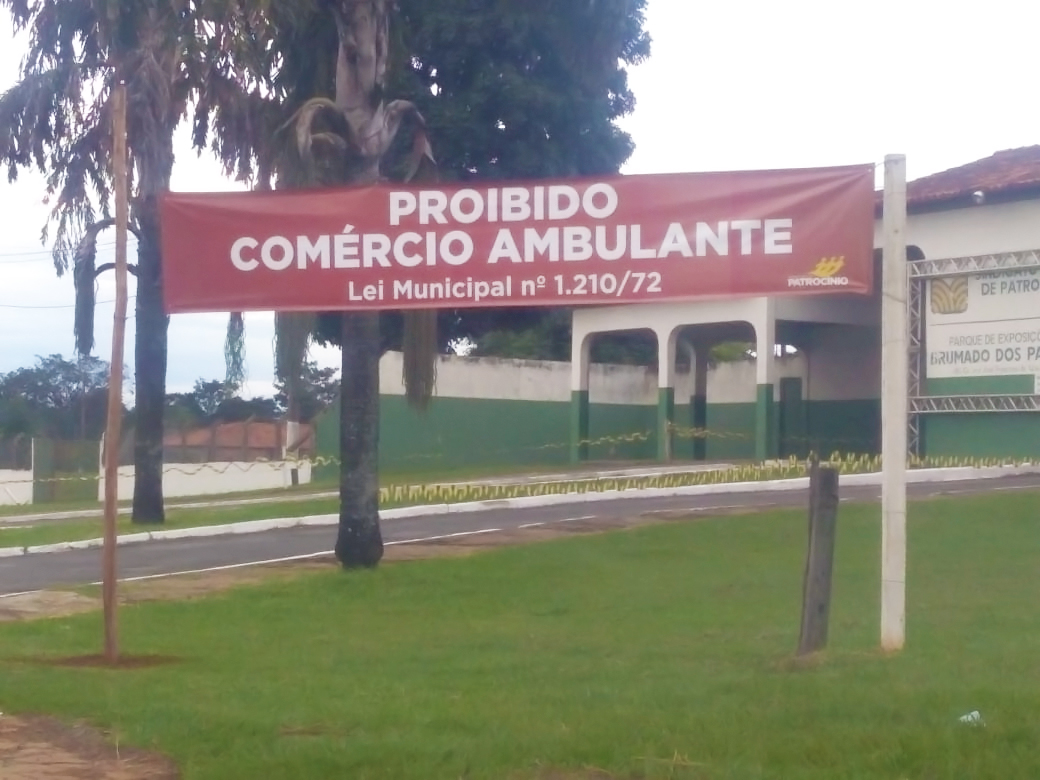 PROIBIDO
COMÉRCIO AMBULANTE
Lei Municipal nº 1.210/72
PATROCÍNIO
DE PATRO
PARQUE DE EXPOSIÇ
BRUMADO DOS PA